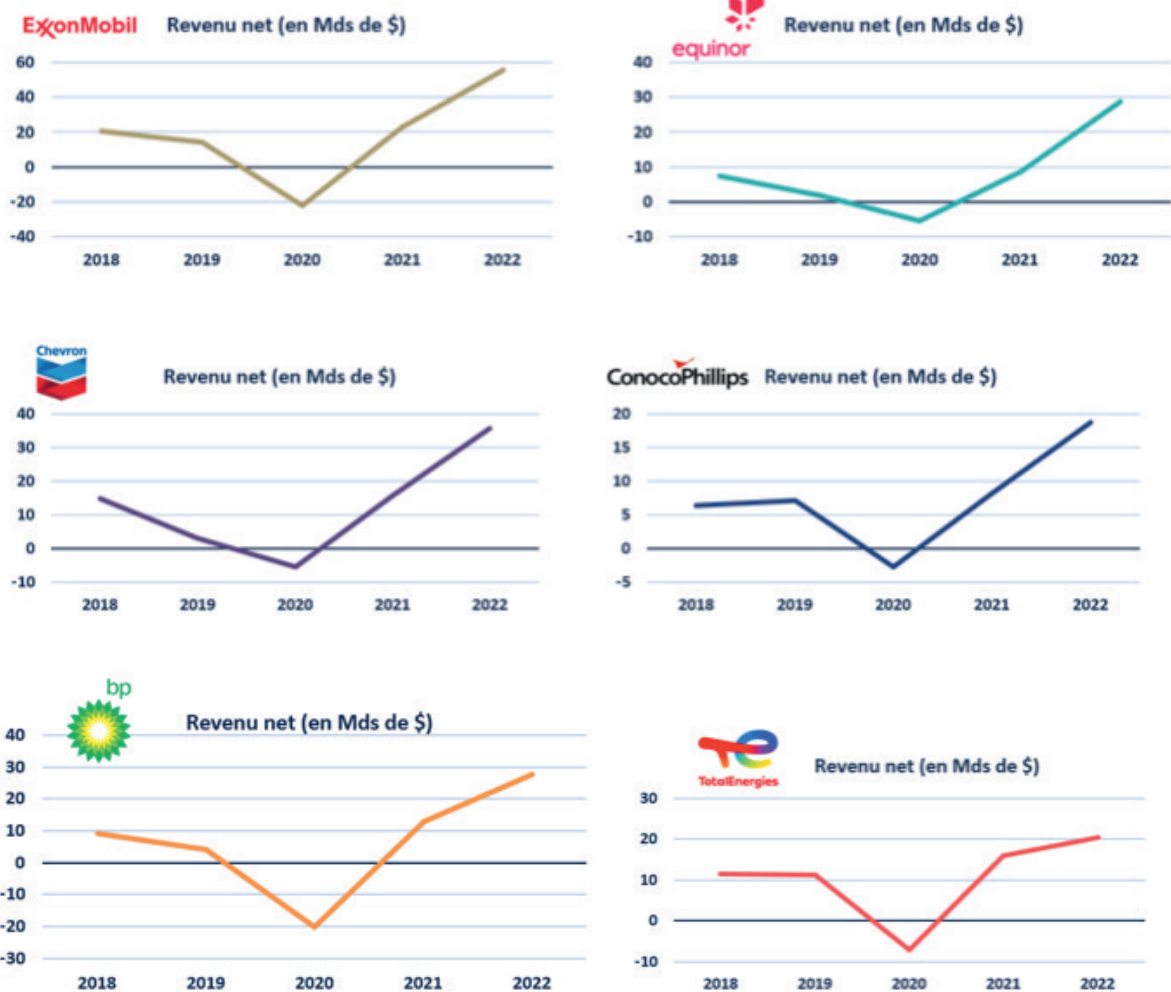 ExxonMobil Revenu net (en Mds de $)
60
40
20
0
-20
-40
2018 2019 2020 2021 2022
equinor Revenu net (en Mds de $)
40
30
20
10
0
-10
2018 2019 2020 2021 2022
Chevron Revenu net (en Mds de $)
40
30
20
10
0
-10
2018 2019 2020 2021 2022
ConocoPhillips Revenu net (en Mds de $)
20
15
10
5
0
-5
2018 2019 2020 2021 2022
bp
Revenu net (en Mds de $)
40
30
20
10
0
-10
-20
-30
2018 2019 2020 2021 2022
TotalEnergies Revenu net (en Mds de $)
30
20
10
0
-10
2018 2019 2020 2021 2022